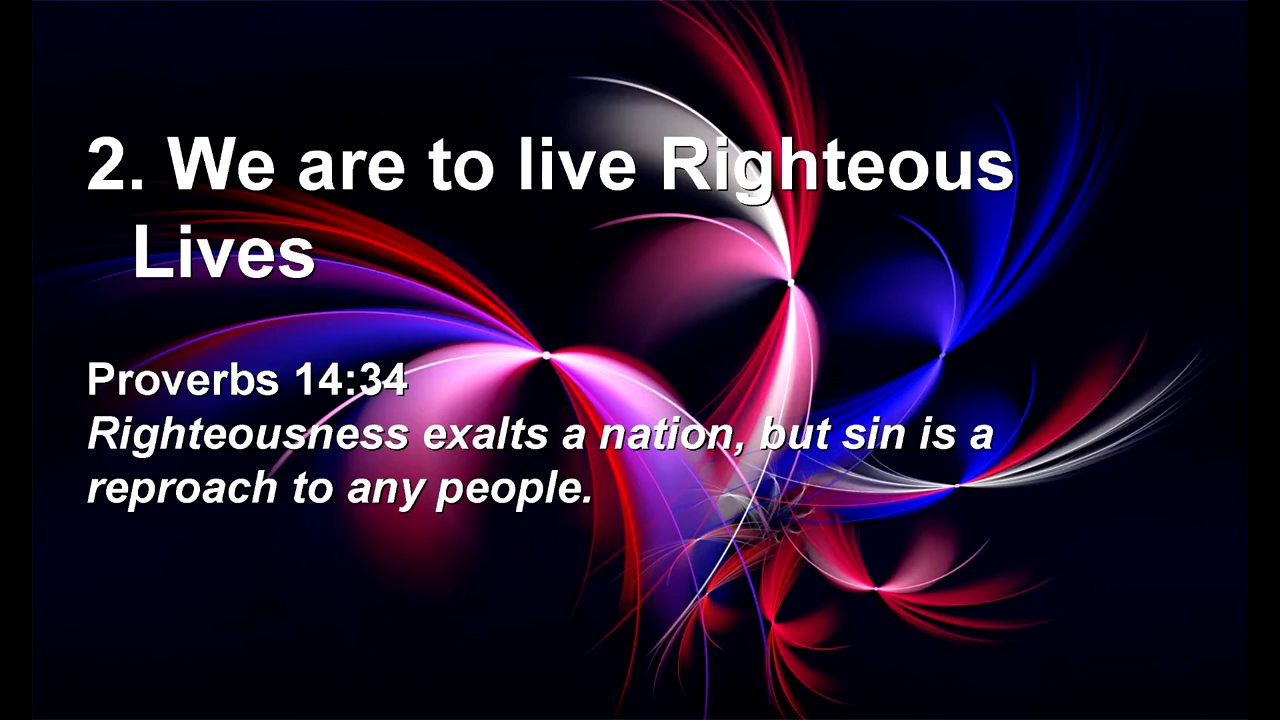 2. We are to live Righteous
Lives
Proverbs 14:34
Righteousness exalts a nation, but sin is a
reproach to any people.